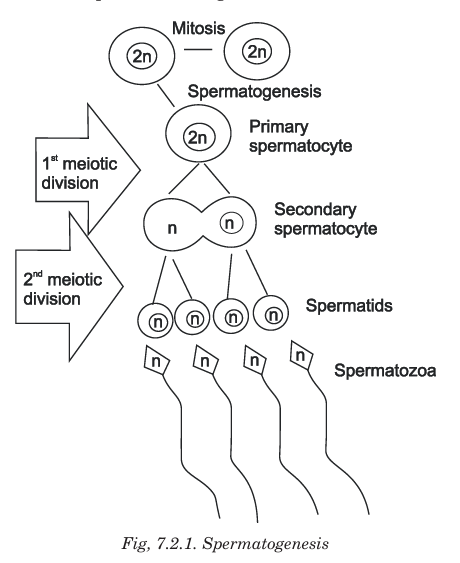 Mitosis
2n
2n
Spermatogenesis
2n
Primary
spermatocyte
1st meiotic
division
n
n
Secondary
spermatocyte
2nd meiotic
division
n
n
n
n
Spermatids
n
n
n
n
Spermatozoa
Fig, 7.2.1. Spermatogenesis